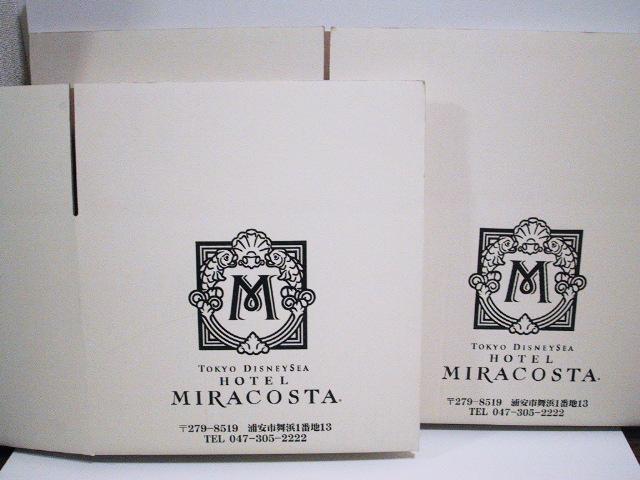 M
TOKYO DISNEYSEA
HOTEL
MIRACOSTA
〒279-8519 浦安市舞浜1番地13
TEL 047-305-2222
M
TOKYO DISNEYSEA
HOTEL
MIRACOSTA
〒279-8519 浦安市舞浜1番地13
TEL 047-305-2222